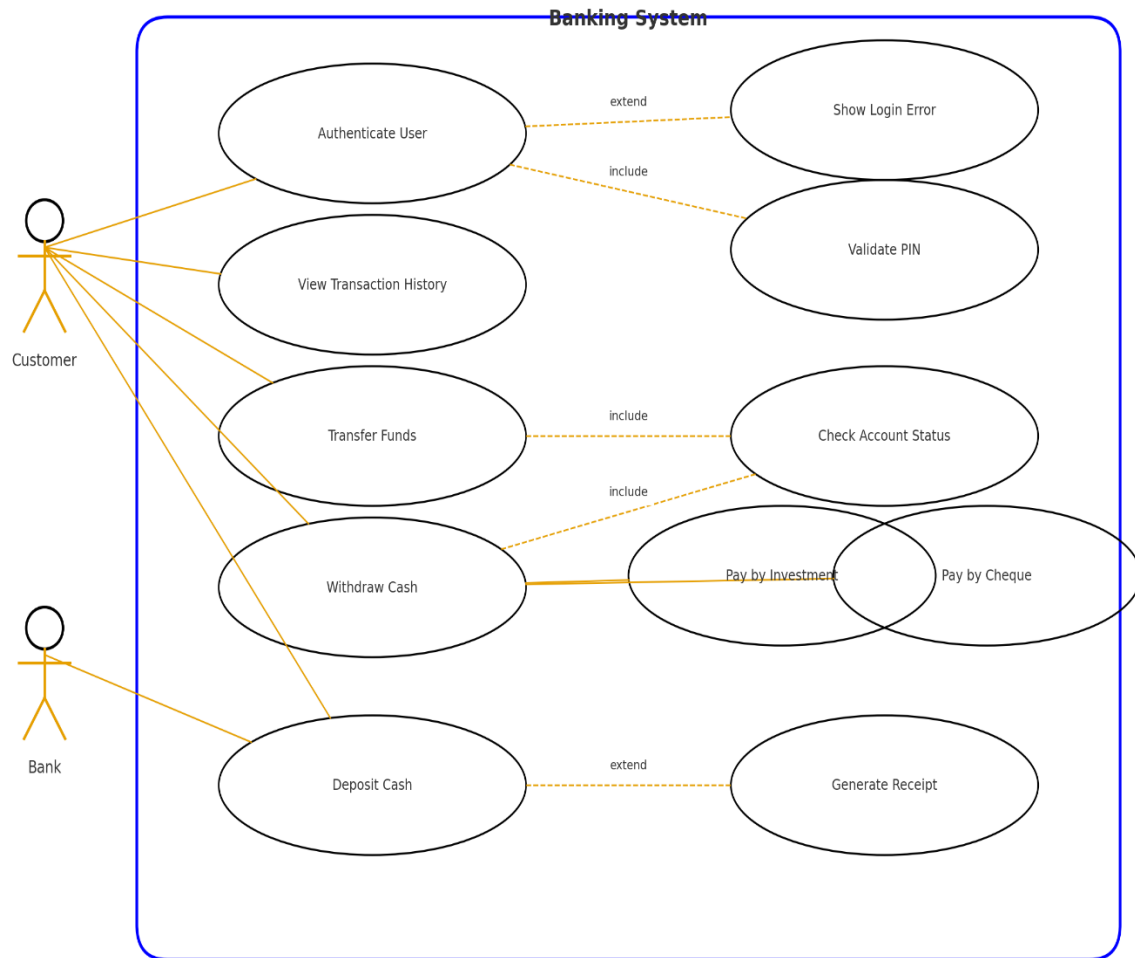 Banking System
Authenticate User
extend
Show Login Error
include
Validate PIN
View Transaction History
Customer
Transfer Funds
include
Check Account Status
include
Withdraw Cash
Pay by Investment
Pay by Cheque
Bank
Deposit Cash
extend
Generate Receipt